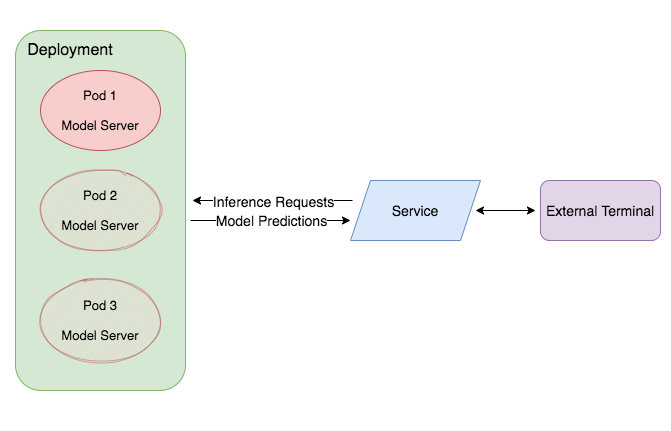 Deployment
Pod 1
Model Server
Pod 2
Model Server
Pod 3
Model Server
Inference Requests
Model Predictions
Service
External Terminal